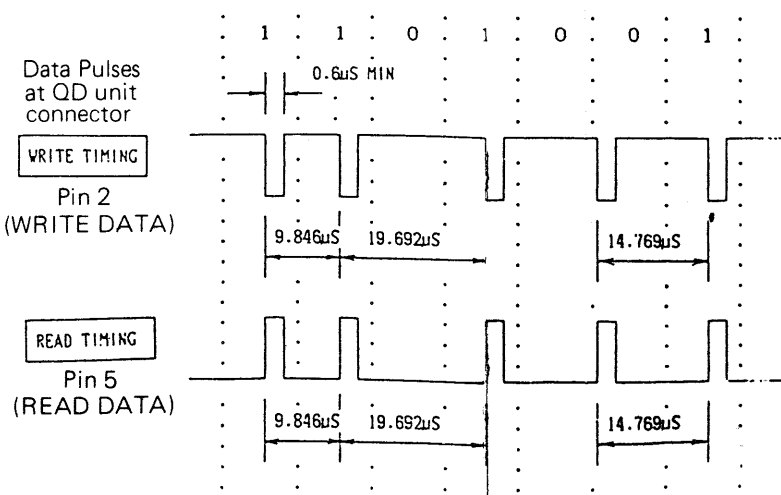 1 1 0 1 0 0 1
Data Pulses
at QD unit
connector
0.6uS MIN
WRITE TIMING
Pin 2
(WRITE DATA)
9.846uS 19.692uS 14.769uS
READ TIMING
Pin 5
(READ DATA)
9.846uS 19.692uS 14.769uS